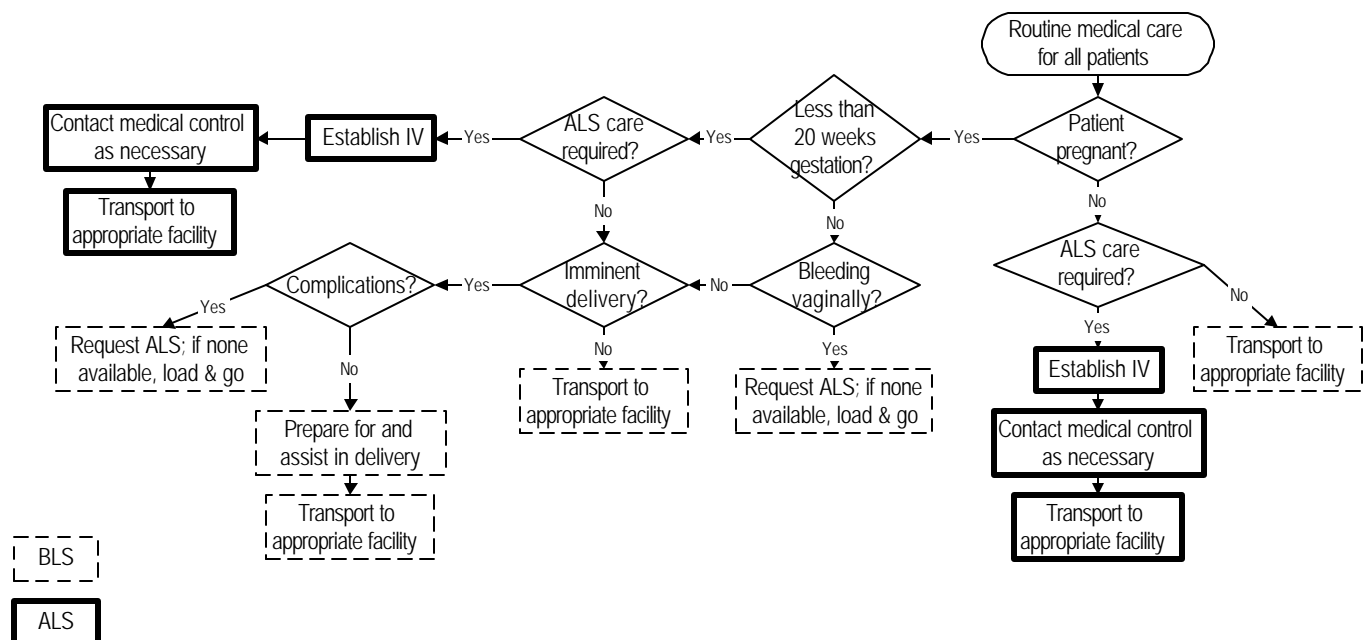 Routine medical care
for all patients
Patient
pregnant?
Yes
No
Less than
20 weeks
gestation?
Yes
No
ALS care
required?
Yes
No
Establish IV
Contact medical control
as necessary
Transport to
appropriate facility
Bleeding
vaginally?
No
Yes
Request ALS; if none
available, load & go
Imminent
delivery?
Yes
No
Transport to
appropriate facility
Complications?
Yes
No
Request ALS; if none
available, load & go
Prepare for and
assist in delivery
Transport to
appropriate facility
ALS care
required?
No
Yes
Transport to
appropriate facility
Establish IV
Contact medical control
as necessary
Transport to
appropriate facility
BLS
ALS